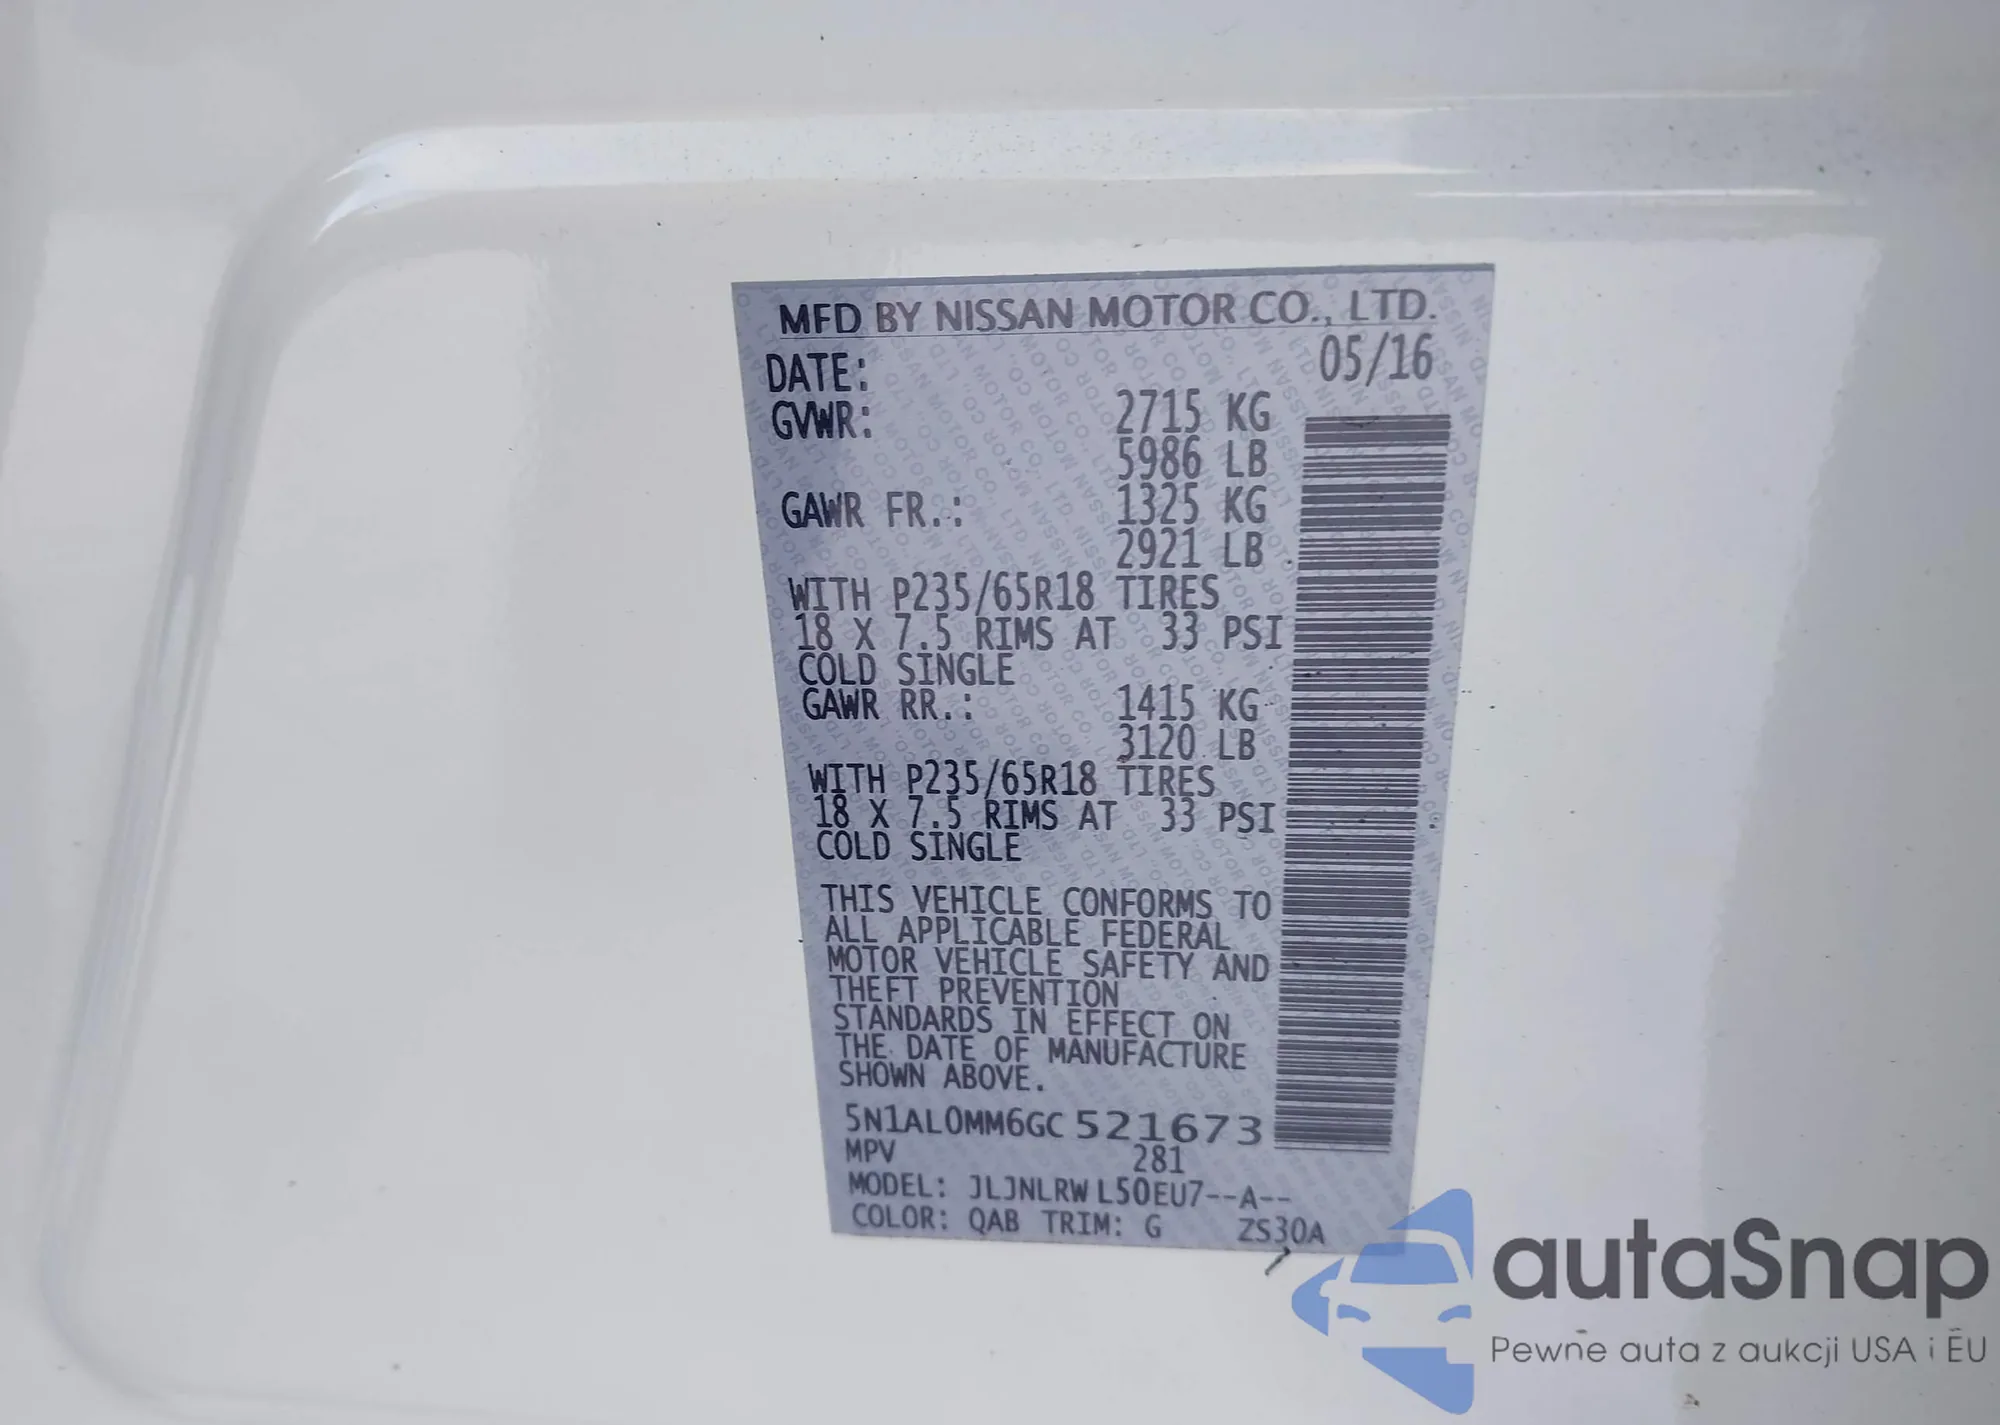 MFD BY NISSAN MOTOR CO., LTD.
DATE: 05/16
GVWR: 2715 KG
5986 LB
GAWR FR.: 1325 KG
2921 LB
WITH P235/65R18 TIRES
18 X 7.5 RIMS AT 33 PSI
COLD SINGLE
GAWR RR.: 1415 KG
3120 LB
WITH P235/65R18 TIRES
18 X 7.5 RIMS AT 33 PSI
COLD SINGLE
THIS VEHICLE CONFORMS TO
ALL APPLICABLE FEDERAL
MOTOR VEHICLE SAFETY AND
THEFT PREVENTION
STANDARDS IN EFFECT ON
THE DATE OF MANUFACTURE
SHOWN ABOVE.
5N1AL0MM6GC 521673
MPV 281
MODEL: JLJNLRW L50EU7--A--
COLOR: QAB TRIM: G ZS30A
autaSnap
Pewne auta z aukcji USA i EU